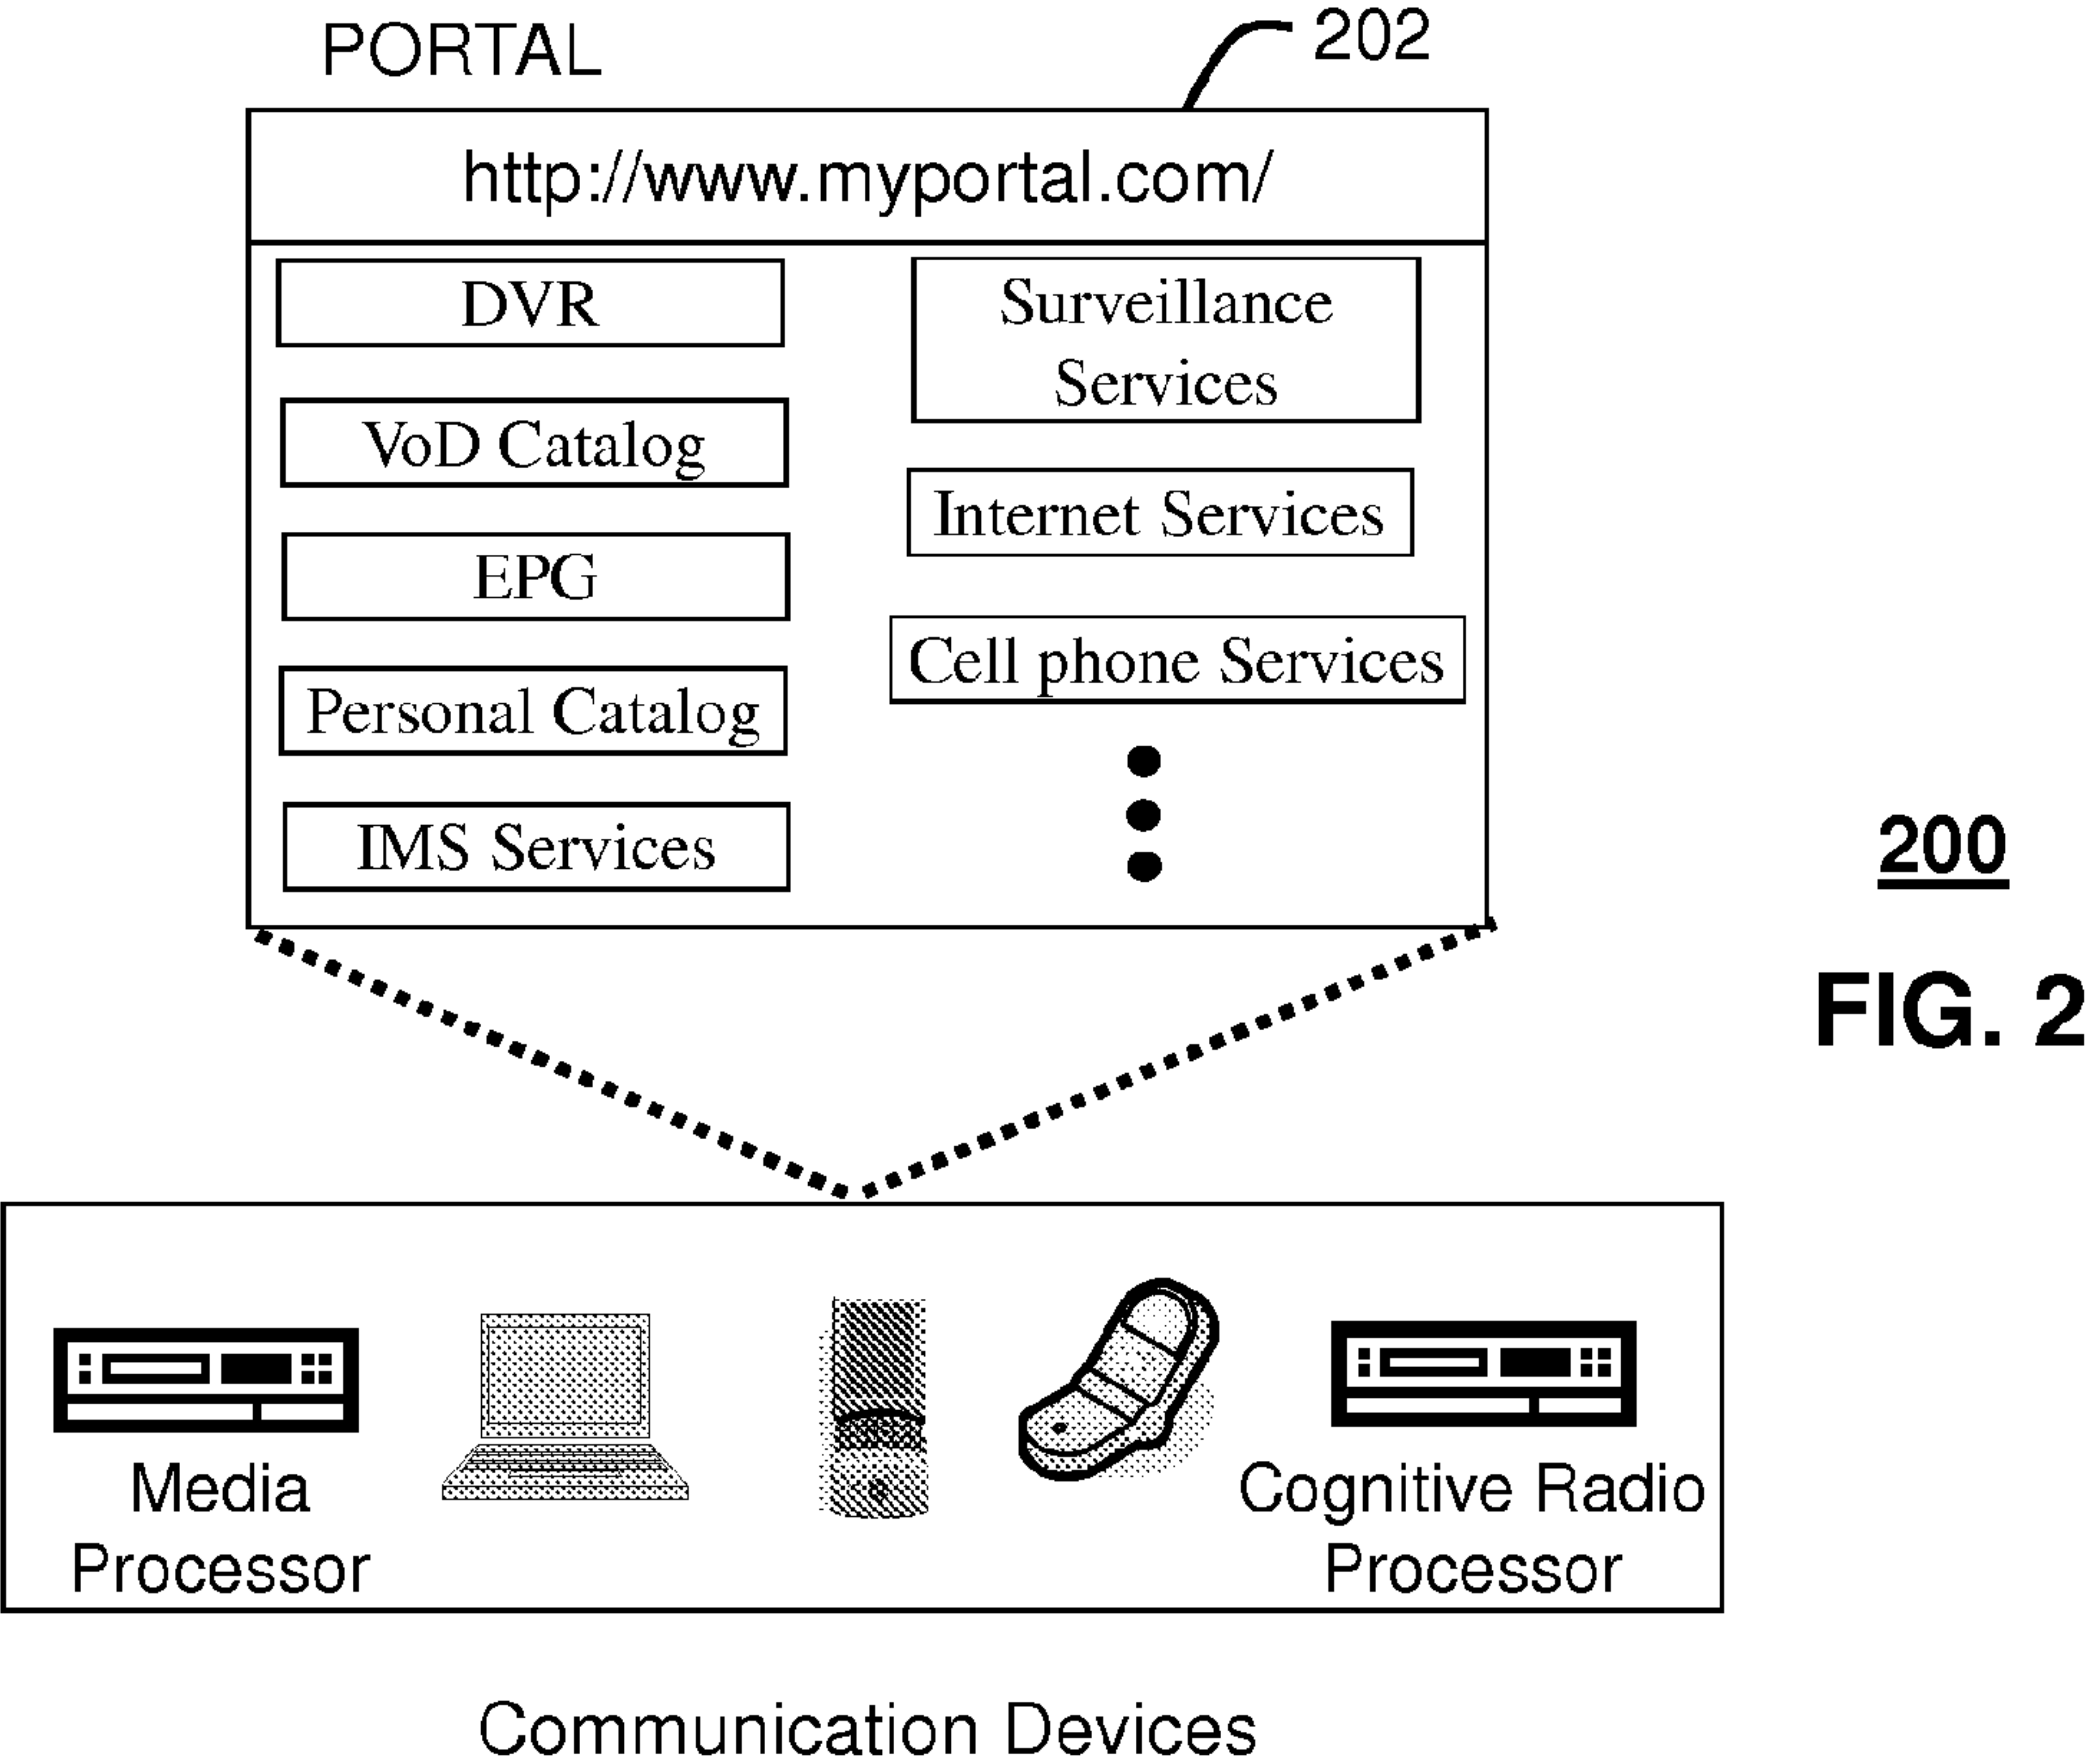 PORTAL
202
http://www.myportal.com/
DVR
VoD Catalog
EPG
Personal Catalog
IMS Services
Surveillance
Services
Internet Services
Cell phone Services
200
FIG. 2
Media
Processor
Cognitive Radio
Processor
Communication Devices